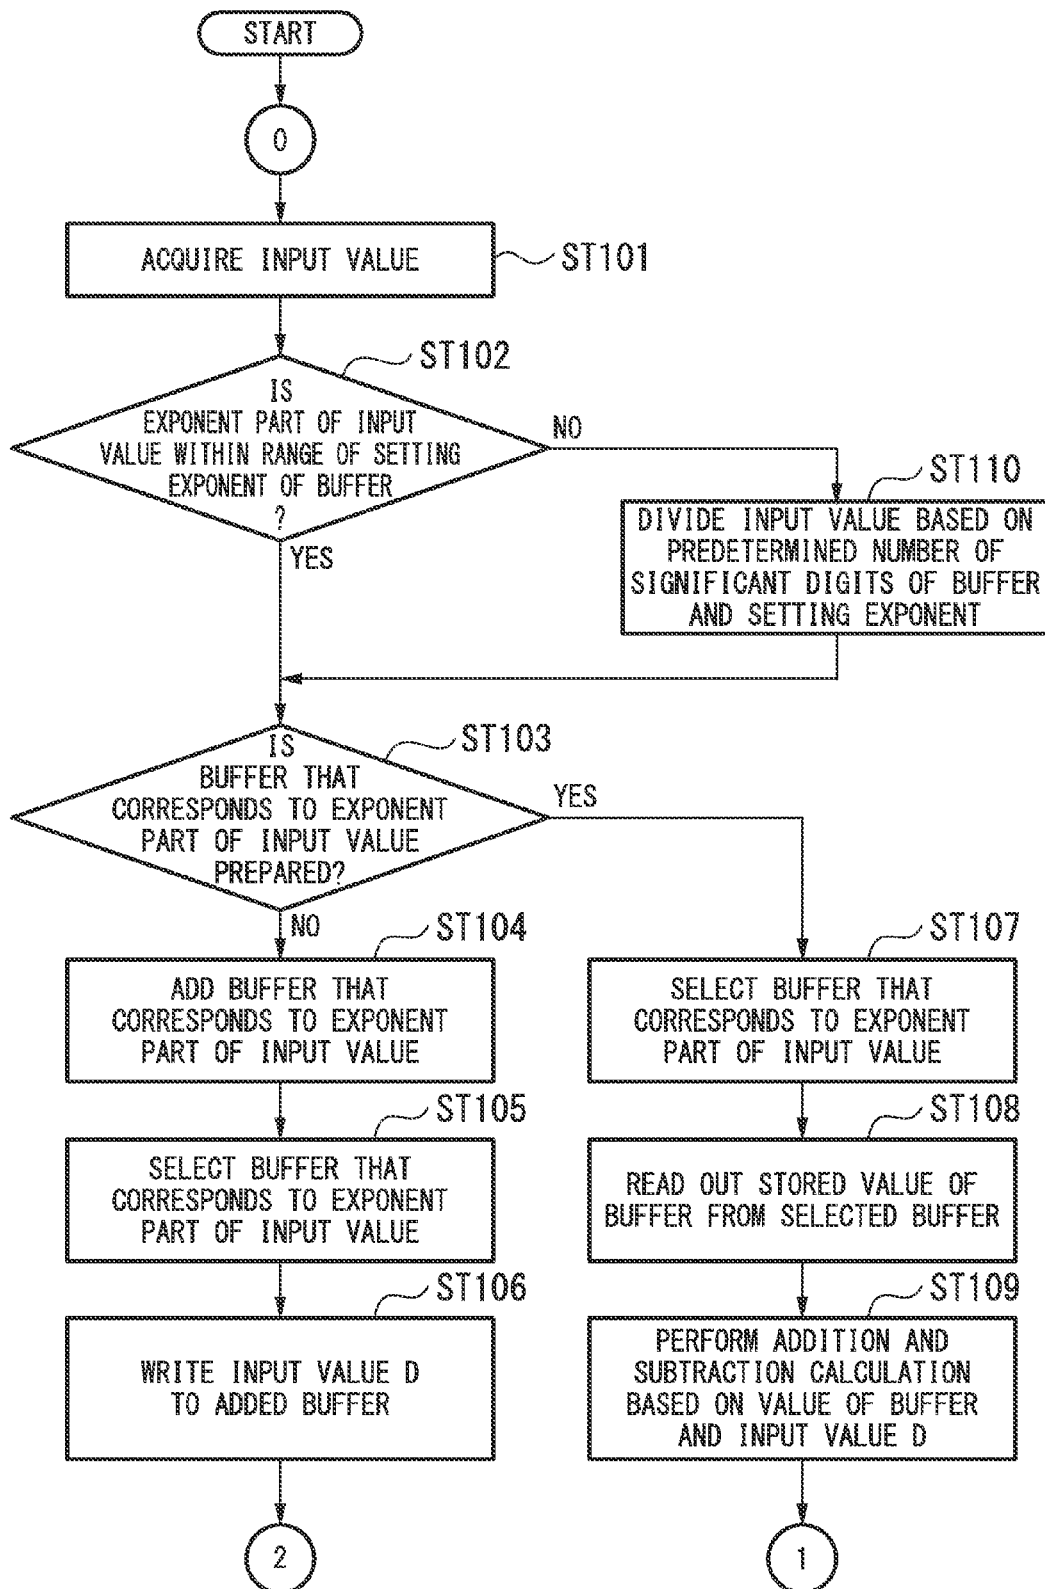 START
0
ACQUIRE INPUT VALUE
ST101
ST102
IS
EXPONENT PART OF INPUT
VALUE WITHIN RANGE OF SETTING
EXPONENT OF BUFFER
?
NO
YES
ST110
DIVIDE INPUT VALUE BASED ON
PREDETERMINED NUMBER OF
SIGNIFICANT DIGITS OF BUFFER
AND SETTING EXPONENT
ST103
IS
BUFFER THAT
CORRESPONDS TO EXPONENT
PART OF INPUT VALUE
PREPARED?
YES
NO
ST104
ADD BUFFER THAT
CORRESPONDS TO EXPONENT
PART OF INPUT VALUE
ST105
SELECT BUFFER THAT
CORRESPONDS TO EXPONENT
PART OF INPUT VALUE
ST106
WRITE INPUT VALUE D
TO ADDED BUFFER
2
ST107
SELECT BUFFER THAT
CORRESPONDS TO EXPONENT
PART OF INPUT VALUE
ST108
READ OUT STORED VALUE OF
BUFFER FROM SELECTED BUFFER
ST109
PERFORM ADDITION AND
SUBTRACTION CALCULATION
BASED ON VALUE OF BUFFER
AND INPUT VALUE D
1